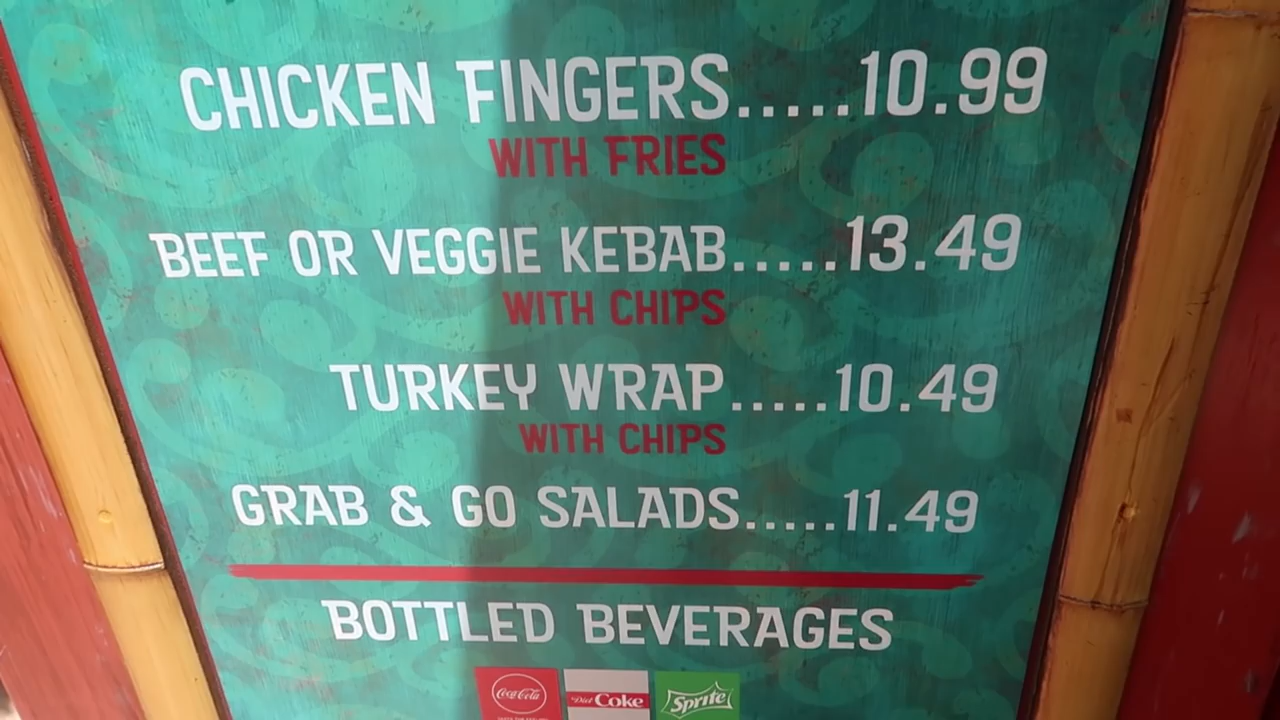 CHICKEN FINGERS.....10.99
WITH FRIES
BEEF OR VEGGIE KEBAB.....13.49
WITH CHIPS
TURKEY WRAP.....10.49
WITH CHIPS
GRAB & GO SALADS.....11.49
BOTTLED BEVERAGES
Coca-Cola Diet Coke Sprite